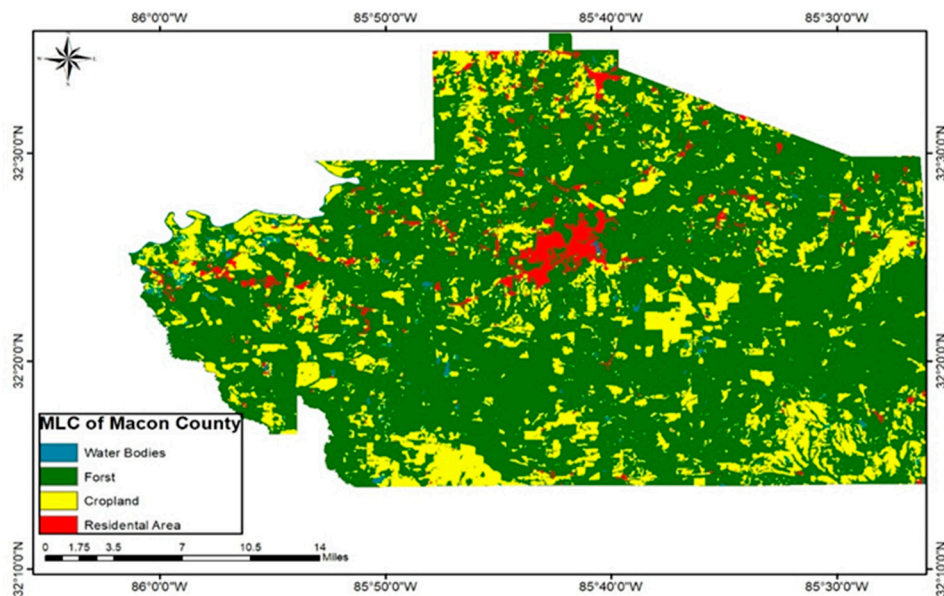 86°0'0"W 85°50'0"W 85°40'0"W 85°30'0"W
32°30'0"N 32°30'0"N
32°20'0"N 32°20'0"N
MLC of Macon County
Water Bodies
Forst
Cropland
Residental Area
0 1.75 3.5 7 10.5 14
Miles
32°10'0"N 32°10'0"N
86°0'0"W 85°50'0"W 85°40'0"W 85°30'0"W